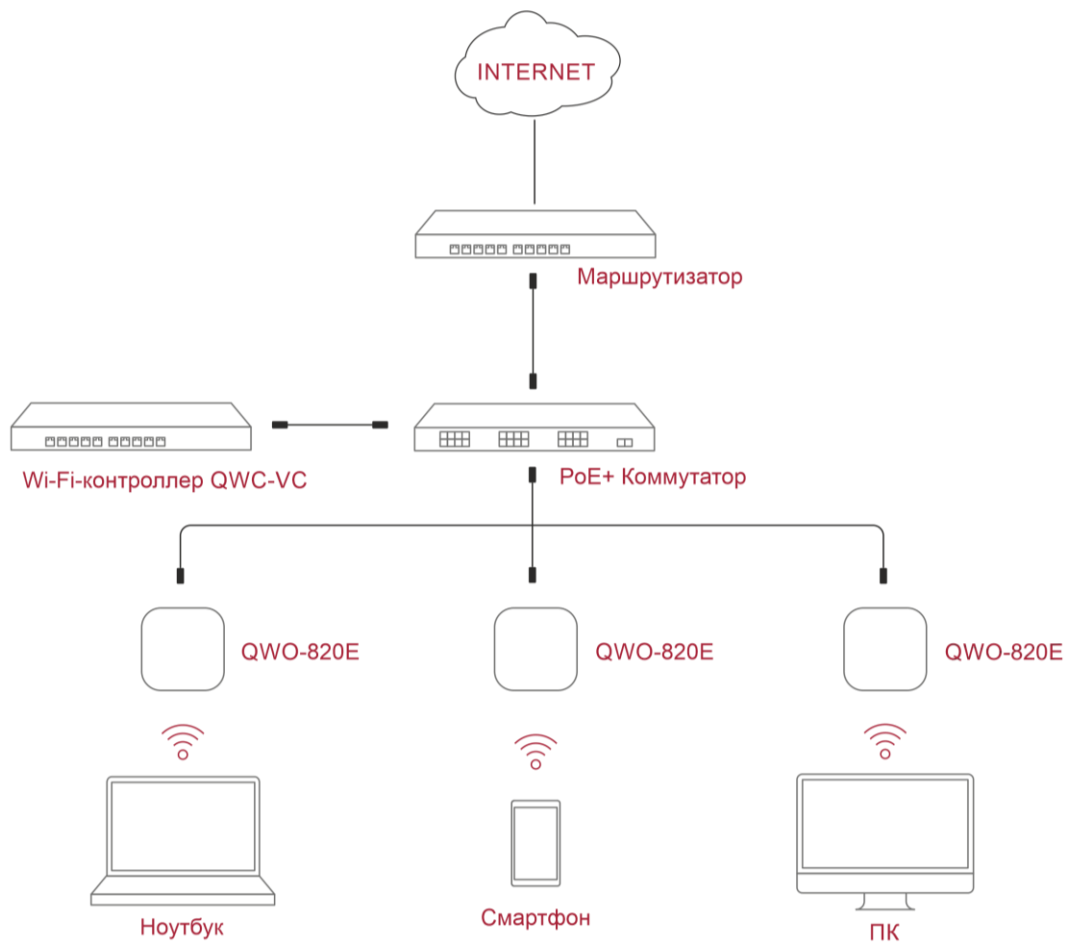 INTERNET
Маршрутизатор
Wi-Fi-контроллер QWC-VC
PoE+ Коммутатор
QWO-820E
QWO-820E
QWO-820E
Ноутбук
Смартфон
ПК